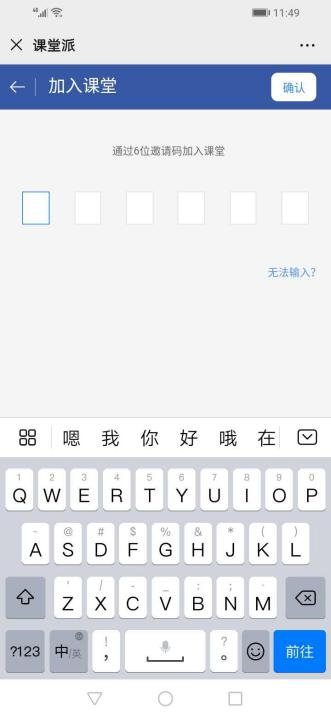 11:49
课堂派
加入课堂
确认
通过6位邀请码加入课堂
无法输入?
嗯 我 你 好 哦 在
1 2 3 4 5 6 7 8 9 0
Q W E R T Y U I O P
~ @ # $ % & * ( )
A S D F G H J K L
' / - _ : ;
Z X C V B N M
?123 中/英 ! , ? 。 前往